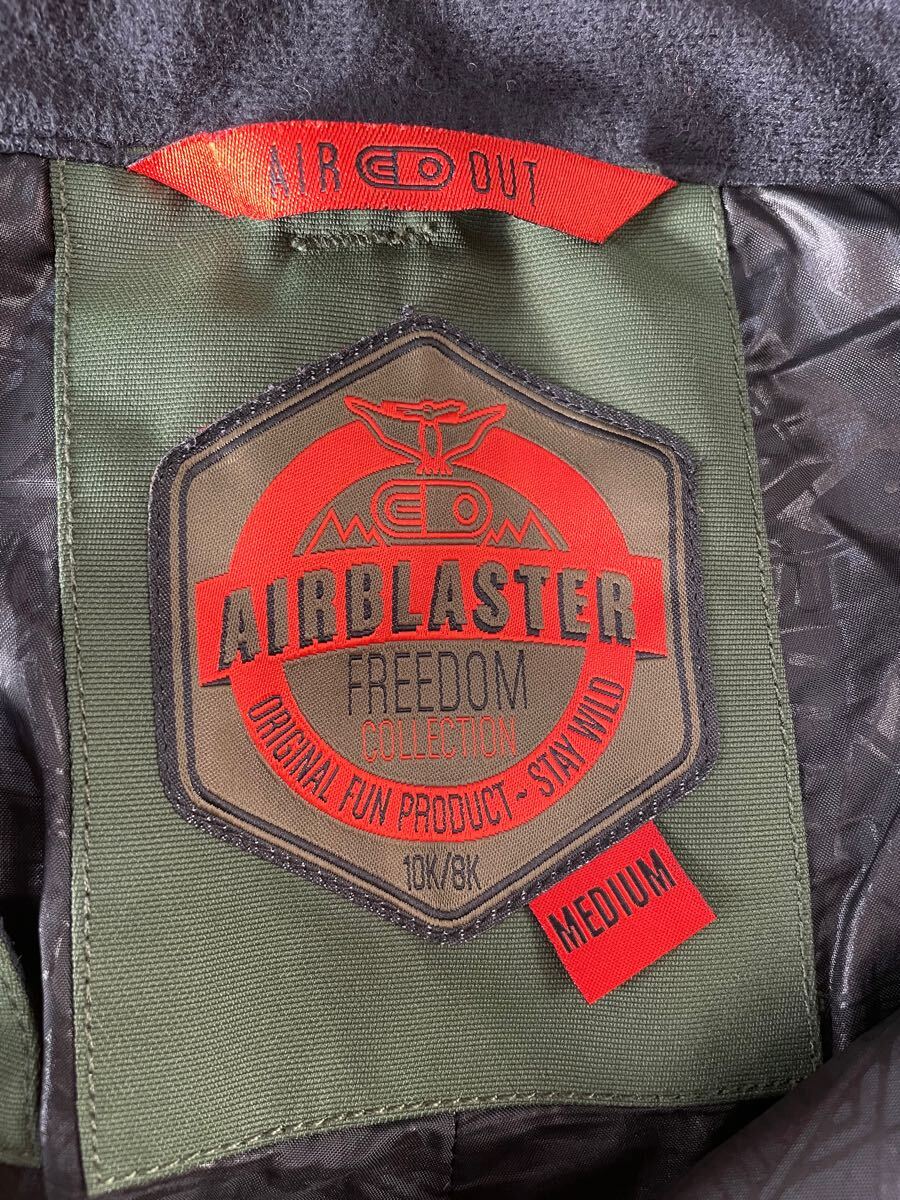 AIR OUT
AIRBLASTER
FREEDOM
COLLECTION
ORIGINAL FUN PRODUCT ~ STAY WILD
10K/8K
MEDIUM